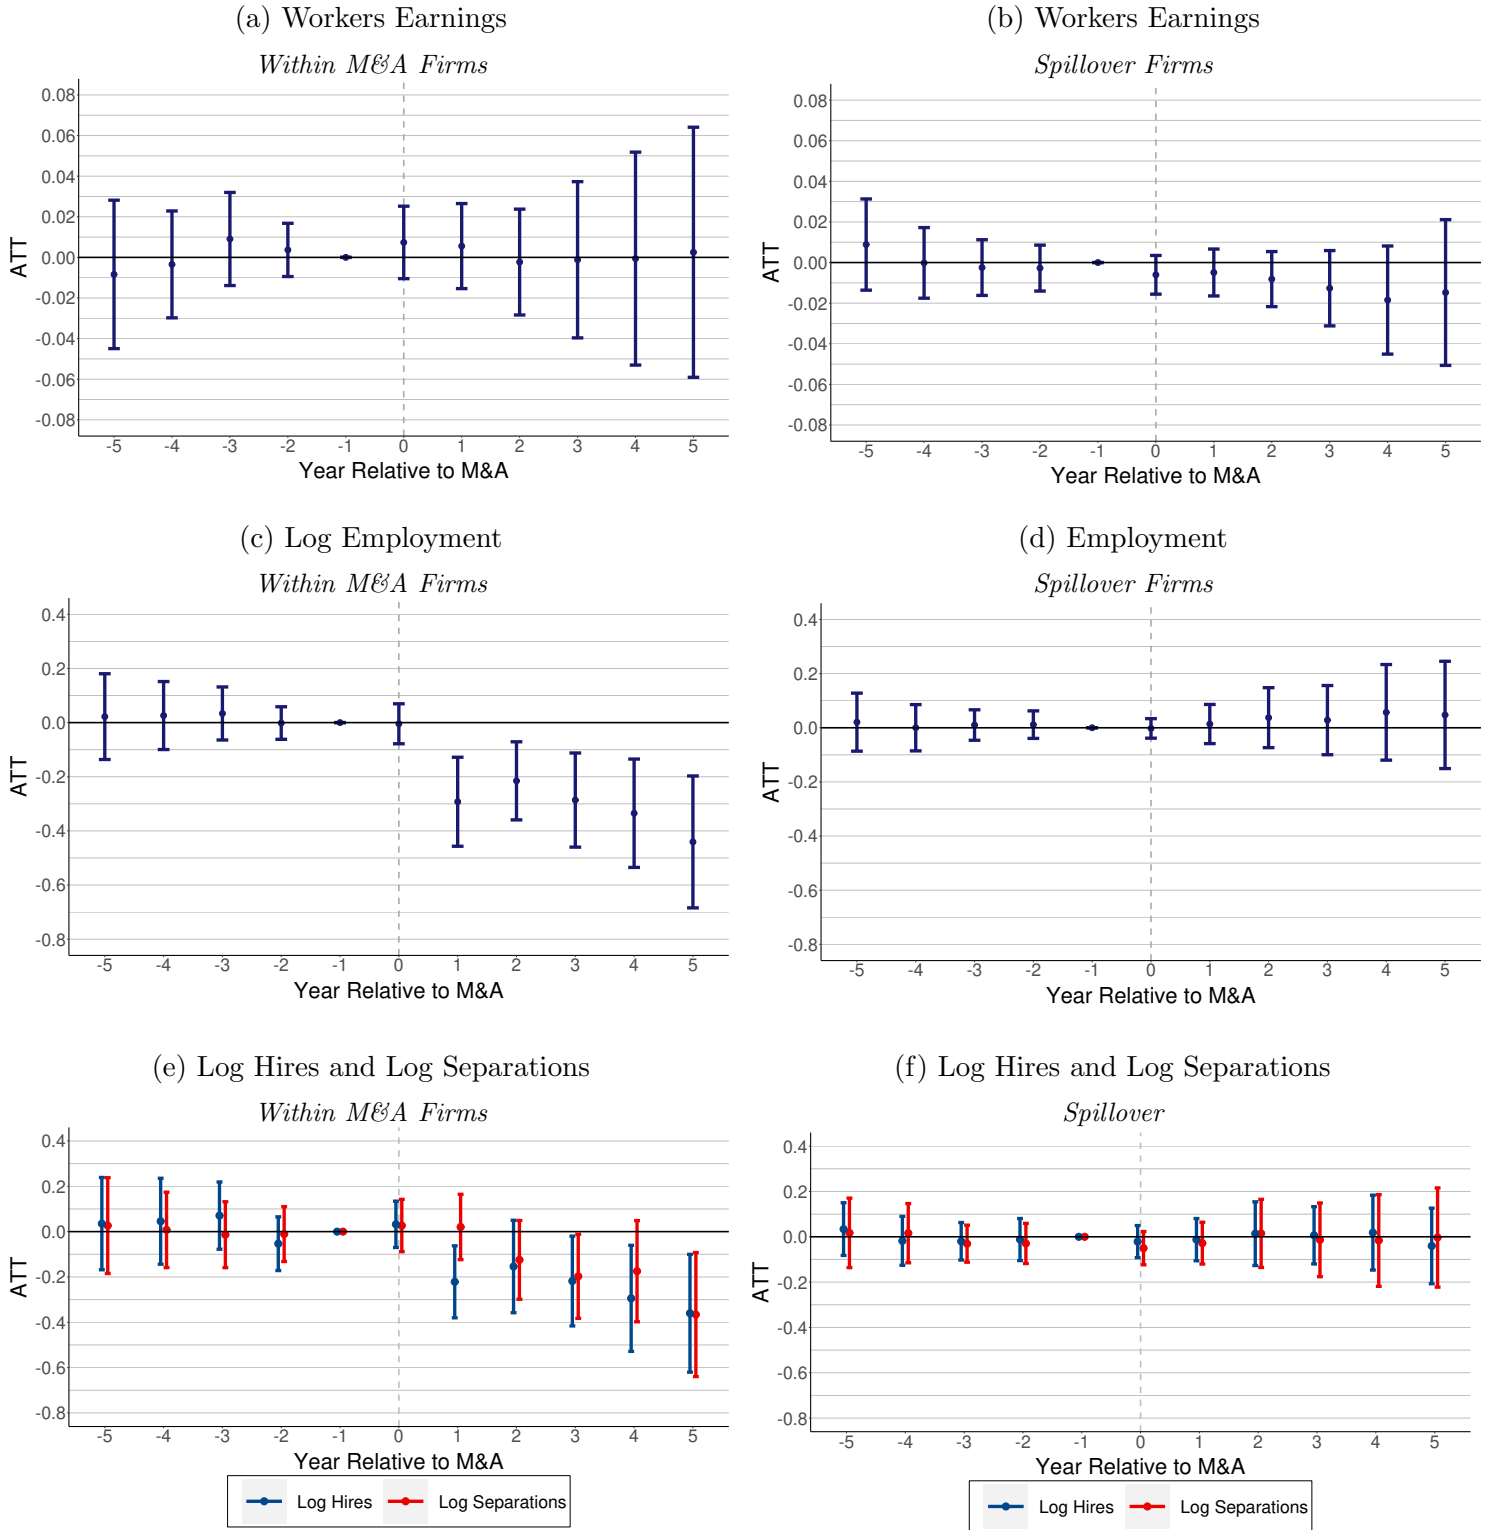 (a) Workers Earnings
Within M&A Firms
0.08
0.06
0.04
0.02
0.00
-0.02
-0.04
-0.06
-0.08
ATT
-5 -4 -3 -2 -1 0 1 2 3 4 5
Year Relative to M&A
(b) Workers Earnings
Spillover Firms
0.08
0.06
0.04
0.02
0.00
-0.02
-0.04
-0.06
-0.08
ATT
-5 -4 -3 -2 -1 0 1 2 3 4 5
Year Relative to M&A
(c) Log Employment
Within M&A Firms
0.4
0.2
0.0
-0.2
-0.4
-0.6
-0.8
ATT
-5 -4 -3 -2 -1 0 1 2 3 4 5
Year Relative to M&A
(d) Employment
Spillover Firms
0.4
0.2
0.0
-0.2
-0.4
-0.6
-0.8
ATT
-5 -4 -3 -2 -1 0 1 2 3 4 5
Year Relative to M&A
(e) Log Hires and Log Separations
Within M&A Firms
0.4
0.2
0.0
-0.2
-0.4
-0.6
-0.8
ATT
-5 -4 -3 -2 -1 0 1 2 3 4 5
Year Relative to M&A
Log Hires Log Separations
(f) Log Hires and Log Separations
Spillover
0.4
0.2
0.0
-0.2
-0.4
-0.6
-0.8
ATT
-5 -4 -3 -2 -1 0 1 2 3 4 5
Year Relative to M&A
Log Hires Log Separations